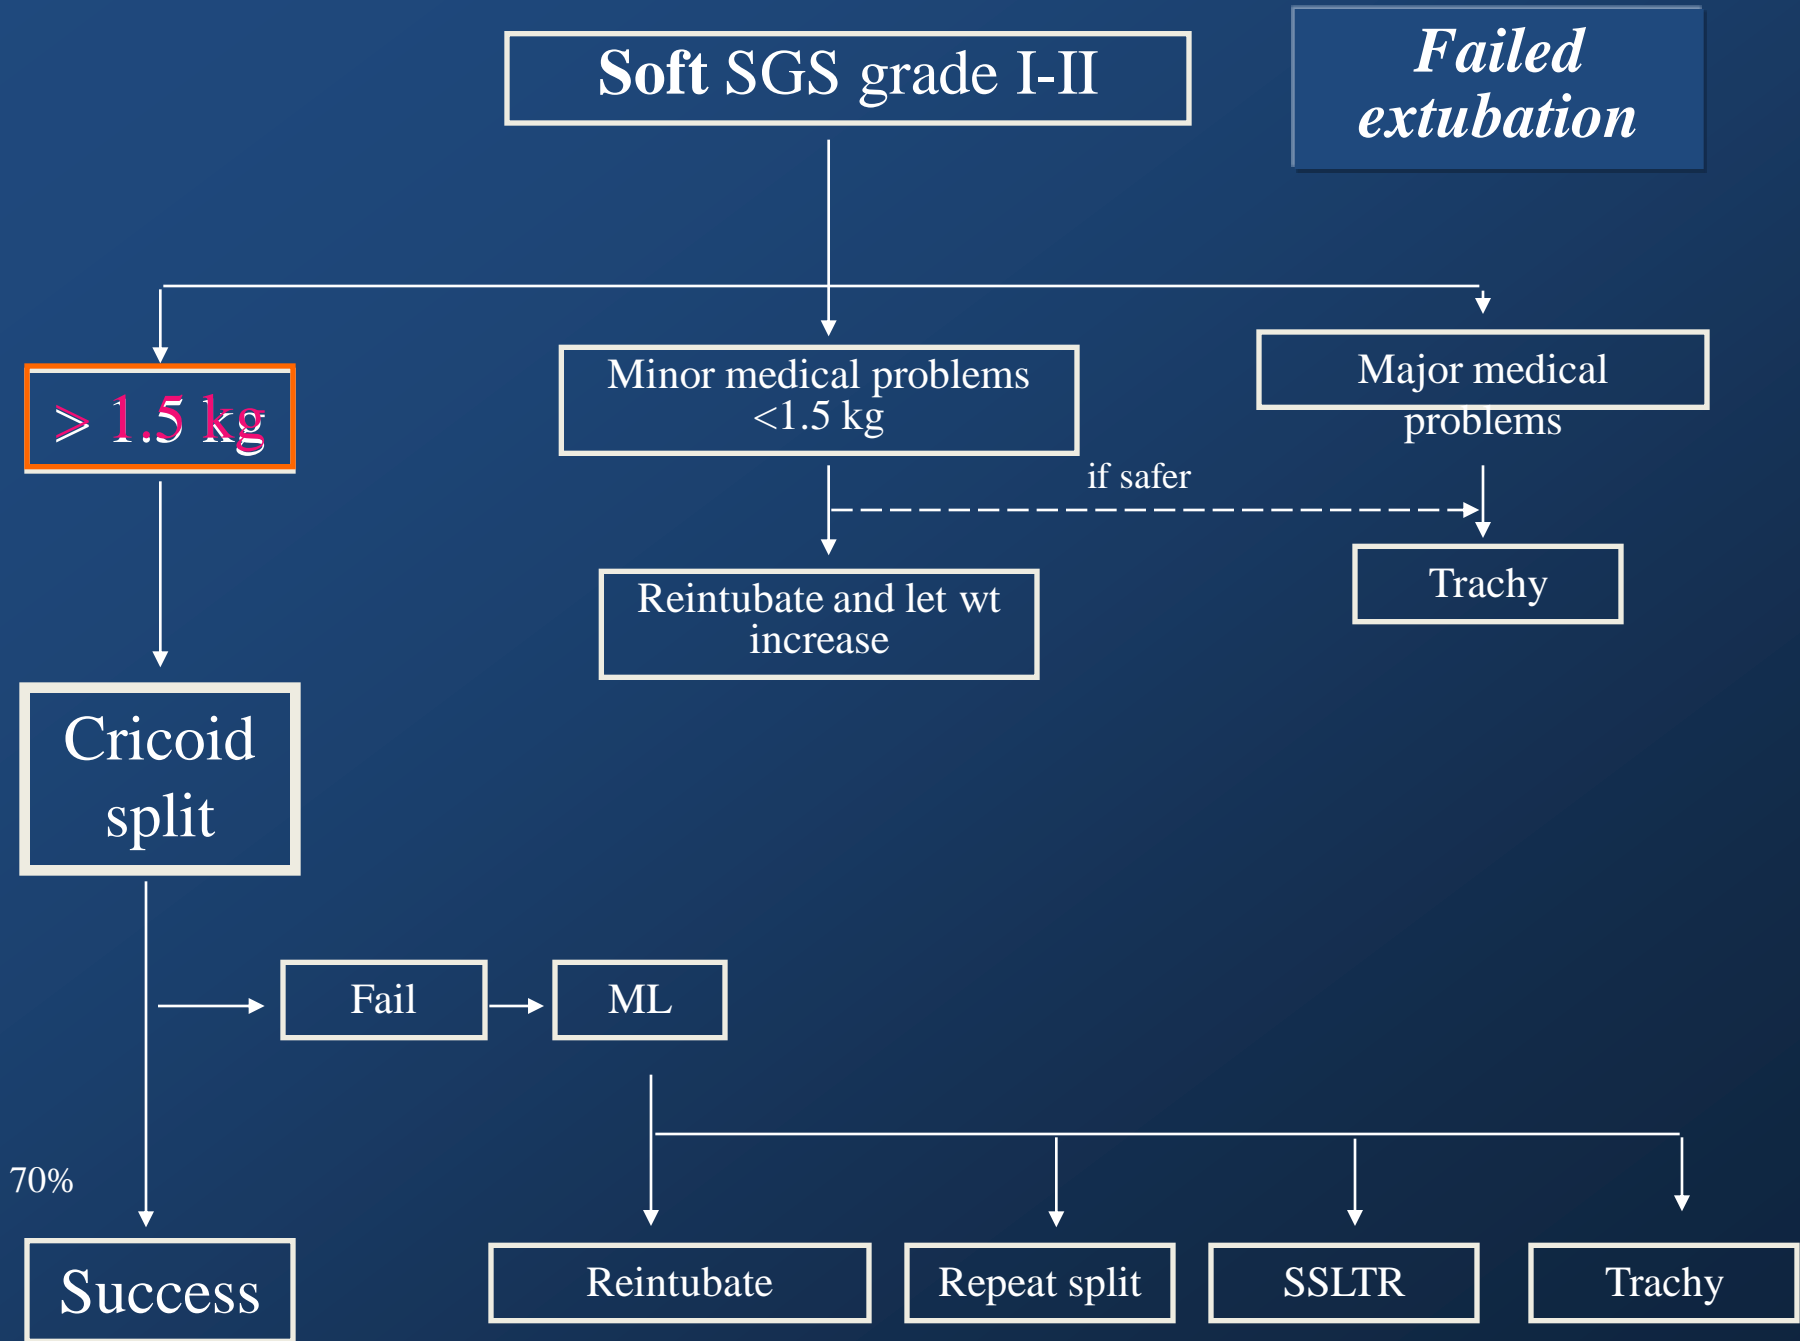 Soft SGS grade I-II
Failed
extubation
> 1.5 kg
Minor medical problems
<1.5 kg
Major medical
problems
if safer
Reintubate and let wt
increase
Trachy
Cricoid
split
Fail
ML
70%
Success
Reintubate
Repeat split
SSLTR
Trachy